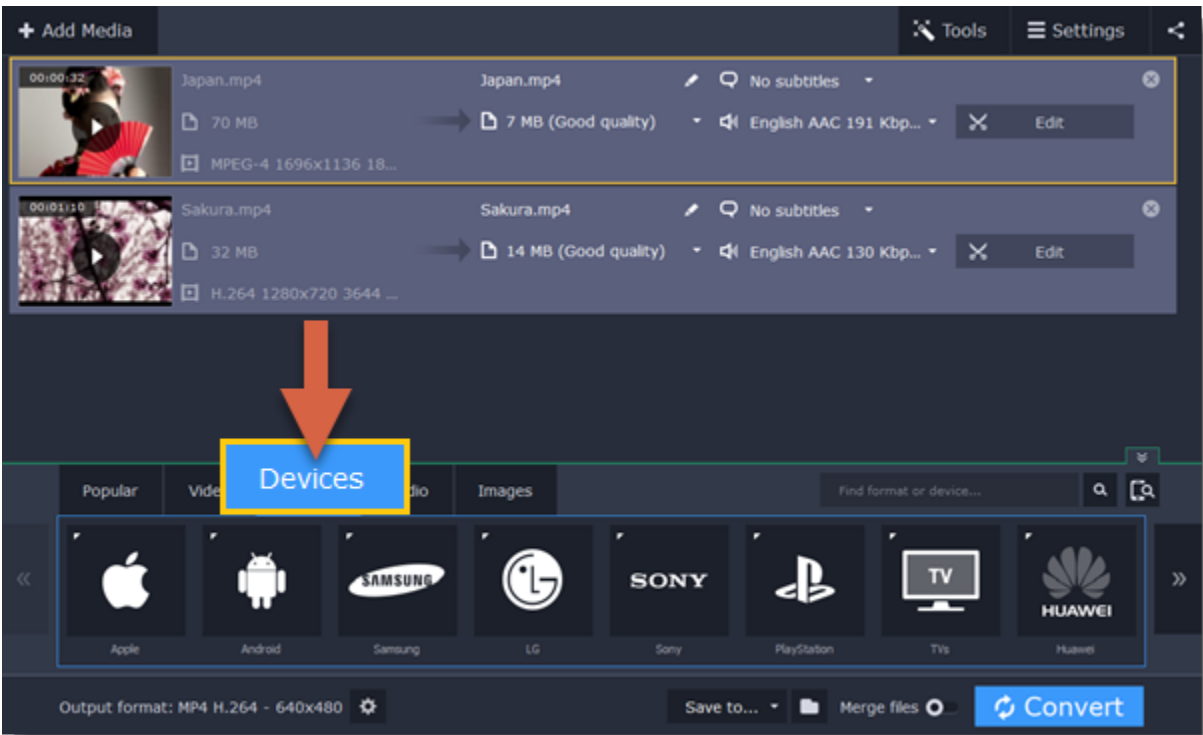 Add Media
Tools
Settings
00:00:32
Japan.mp4
Japan.mp4
No subtitles
70 MB
7 MB (Good quality)
English AAC 191 Kbp...
Edit
MPEG-4 1696x1136 18...
00:01:10
Sakura.mp4
Sakura.mp4
No subtitles
32 MB
14 MB (Good quality)
English AAC 130 Kbp...
Edit
H.264 1280x720 3644 ...
Popular
Vide
Devices
dio
Images
Find format or device...
SAMSUNG
SONY
TV
HUAWEI
Apple
Android
Samsung
LG
Sony
PlayStation
TVs
Huawei
Output format: MP4 H.264 - 640x480
Save to...
Merge files
Convert